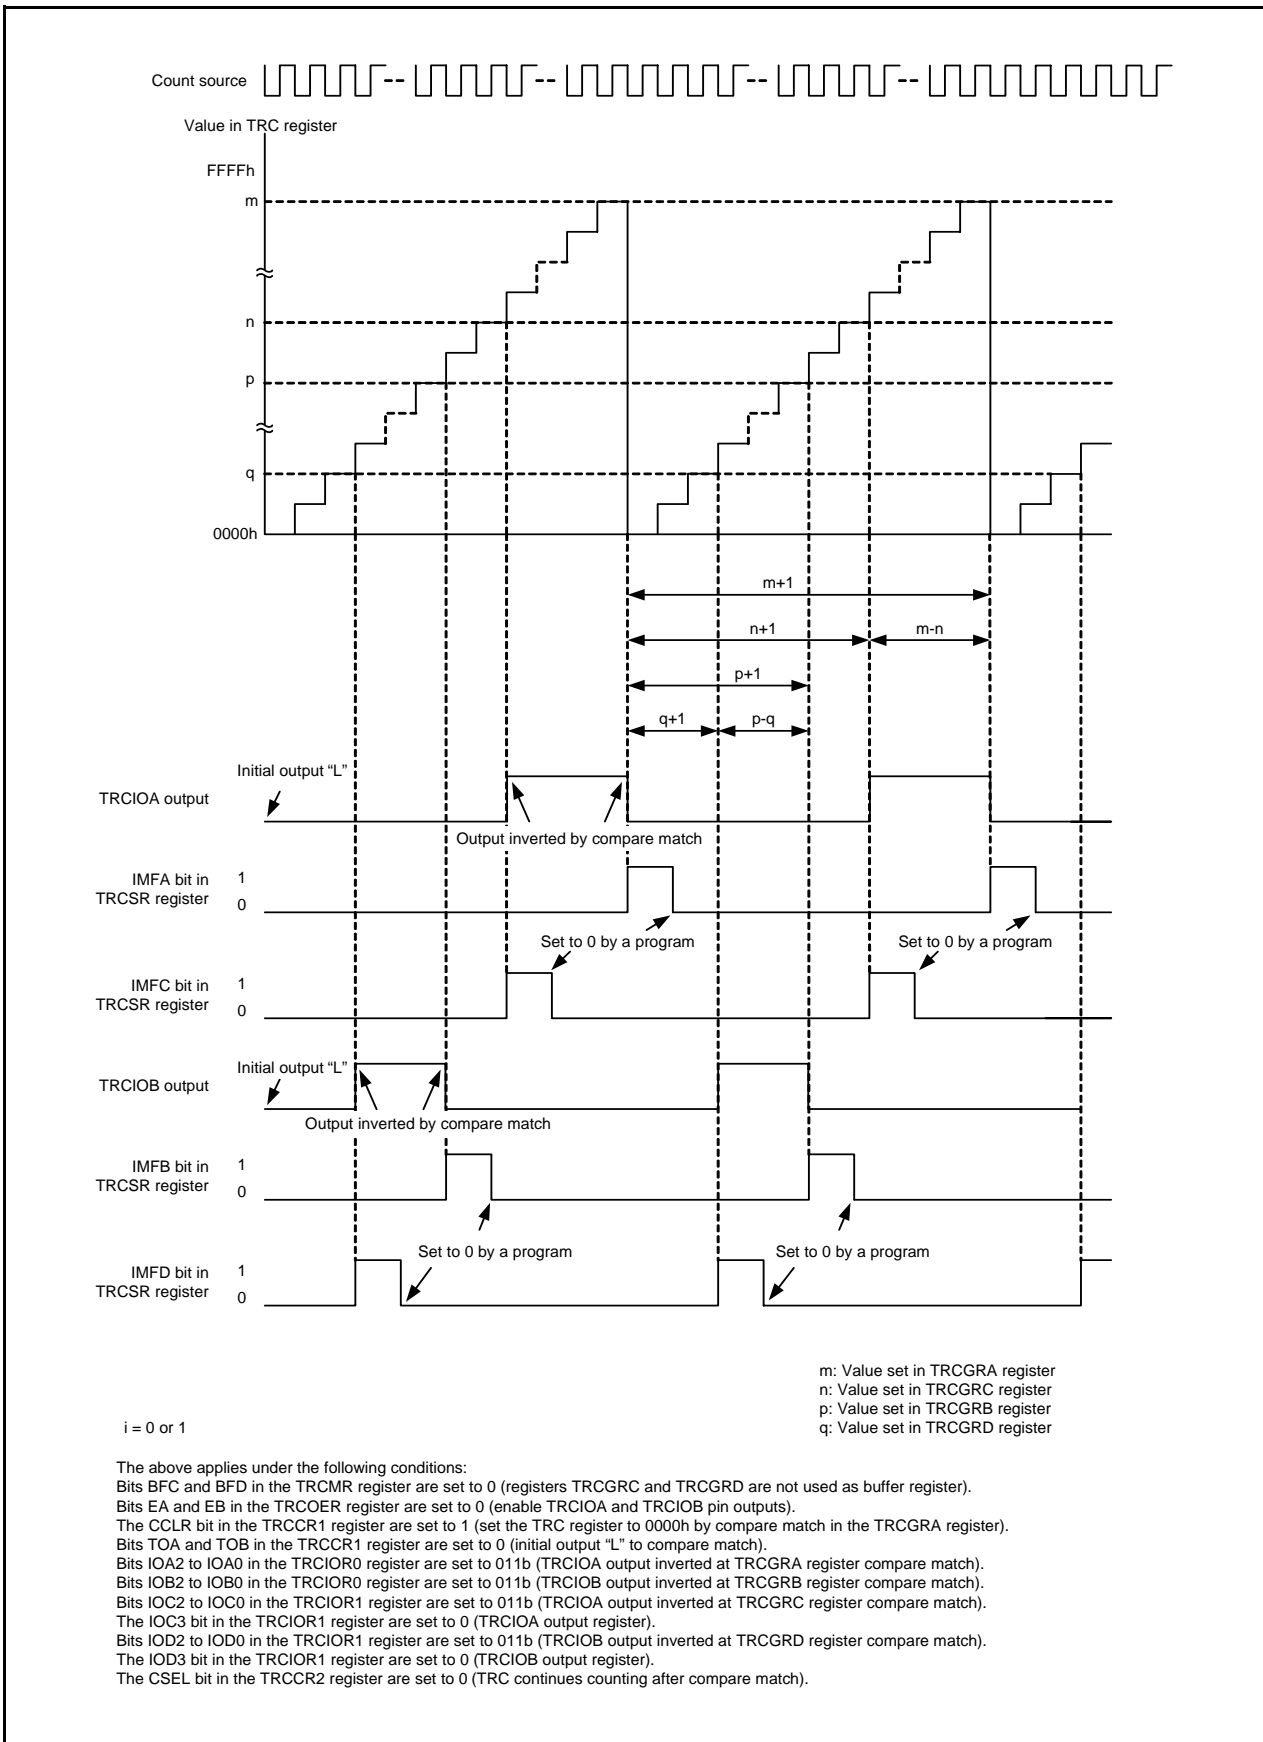 Count source
Value in TRC register
FFFFh
m
n
p
q
0000h
m+1
n+1
m-n
p+1
q+1
p-q
Initial output “L”
TRCIOA output
Output inverted by compare match
IMFA bit in
TRCSR register
1
0
Set to 0 by a program
Set to 0 by a program
IMFC bit in
TRCSR register
1
0
Initial output “L”
TRCIOB output
Output inverted by compare match
IMFB bit in
TRCSR register
1
0
Set to 0 by a program
Set to 0 by a program
IMFD bit in
TRCSR register
1
0
m: Value set in TRCGRA register
n: Value set in TRCGRC register
p: Value set in TRCGRB register
q: Value set in TRCGRD register
i = 0 or 1
The above applies under the following conditions:
Bits BFC and BFD in the TRCMR register are set to 0 (registers TRCGRC and TRCGRD are not used as buffer register).
Bits EA and EB in the TRCOER register are set to 0 (enable TRCIOA and TRCIOB pin outputs).
The CCLR bit in the TRCCR1 register are set to 1 (set the TRC register to 0000h by compare match in the TRCGRA register).
Bits TOA and TOB in the TRCCR1 register are set to 0 (initial output “L” to compare match).
Bits IOA2 to IOA0 in the TRCIOR0 register are set to 011b (TRCIOA output inverted at TRCGRA register compare match).
Bits IOB2 to IOB0 in the TRCIOR0 register are set to 011b (TRCIOB output inverted at TRCGRB register compare match).
Bits IOC2 to IOC0 in the TRCIOR1 register are set to 011b (TRCIOA output inverted at TRCGRC register compare match).
The IOC3 bit in the TRCIOR1 register are set to 0 (TRCIOA output register).
Bits IOD2 to IOD0 in the TRCIOR1 register are set to 011b (TRCIOB output inverted at TRCGRD register compare match).
The IOD3 bit in the TRCIOR1 register are set to 0 (TRCIOB output register).
The CSEL bit in the TRCCR2 register are set to 0 (TRC continues counting after compare match).